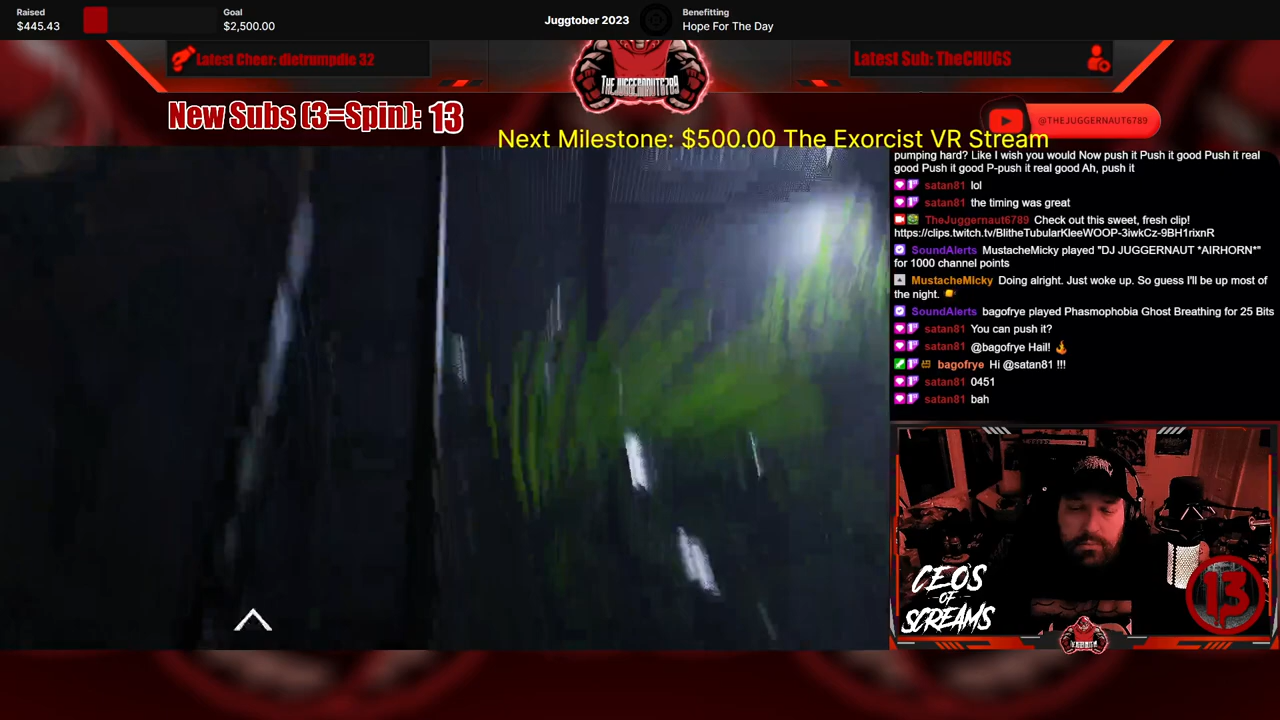 Raised
$445.43
Goal
$2,500.00
Juggtober 2023
Benefitting
Hope For The Day
Latest Cheer: dietrumpdie 32
THEJUGGERNAUT6789
Latest Sub: TheCHUGS
New Subs (3=Spin): 13
@THEJUGGERNAUT6789
Next Milestone: $500.00 The Exorcist VR Stream
pumping hard? Like I wish you would Now push it Push it good Push it real
good Push it good P-push it real good Ah, push it
satan81 lol
satan81 the timing was great
TheJuggernaut6789 Check out this sweet, fresh clip!
https://clips.twitch.tv/BlitheTubularKleeWOOP-3iwkCz-9BH1rixnR
SoundAlerts MustacheMicky played "DJ JUGGERNAUT *AIRHORN*"
for 1000 channel points
MustacheMicky Doing alright. Just woke up. So guess I'll be up most of
the night.
SoundAlerts bagofrye played Phasmophobia Ghost Breathing for 25 Bits
satan81 You can push it?
satan81 @bagofrye Hail!
bagofrye Hi @satan81 !!!
satan81 0451
satan81 bah
CEOS
OF
SCREAMS
13